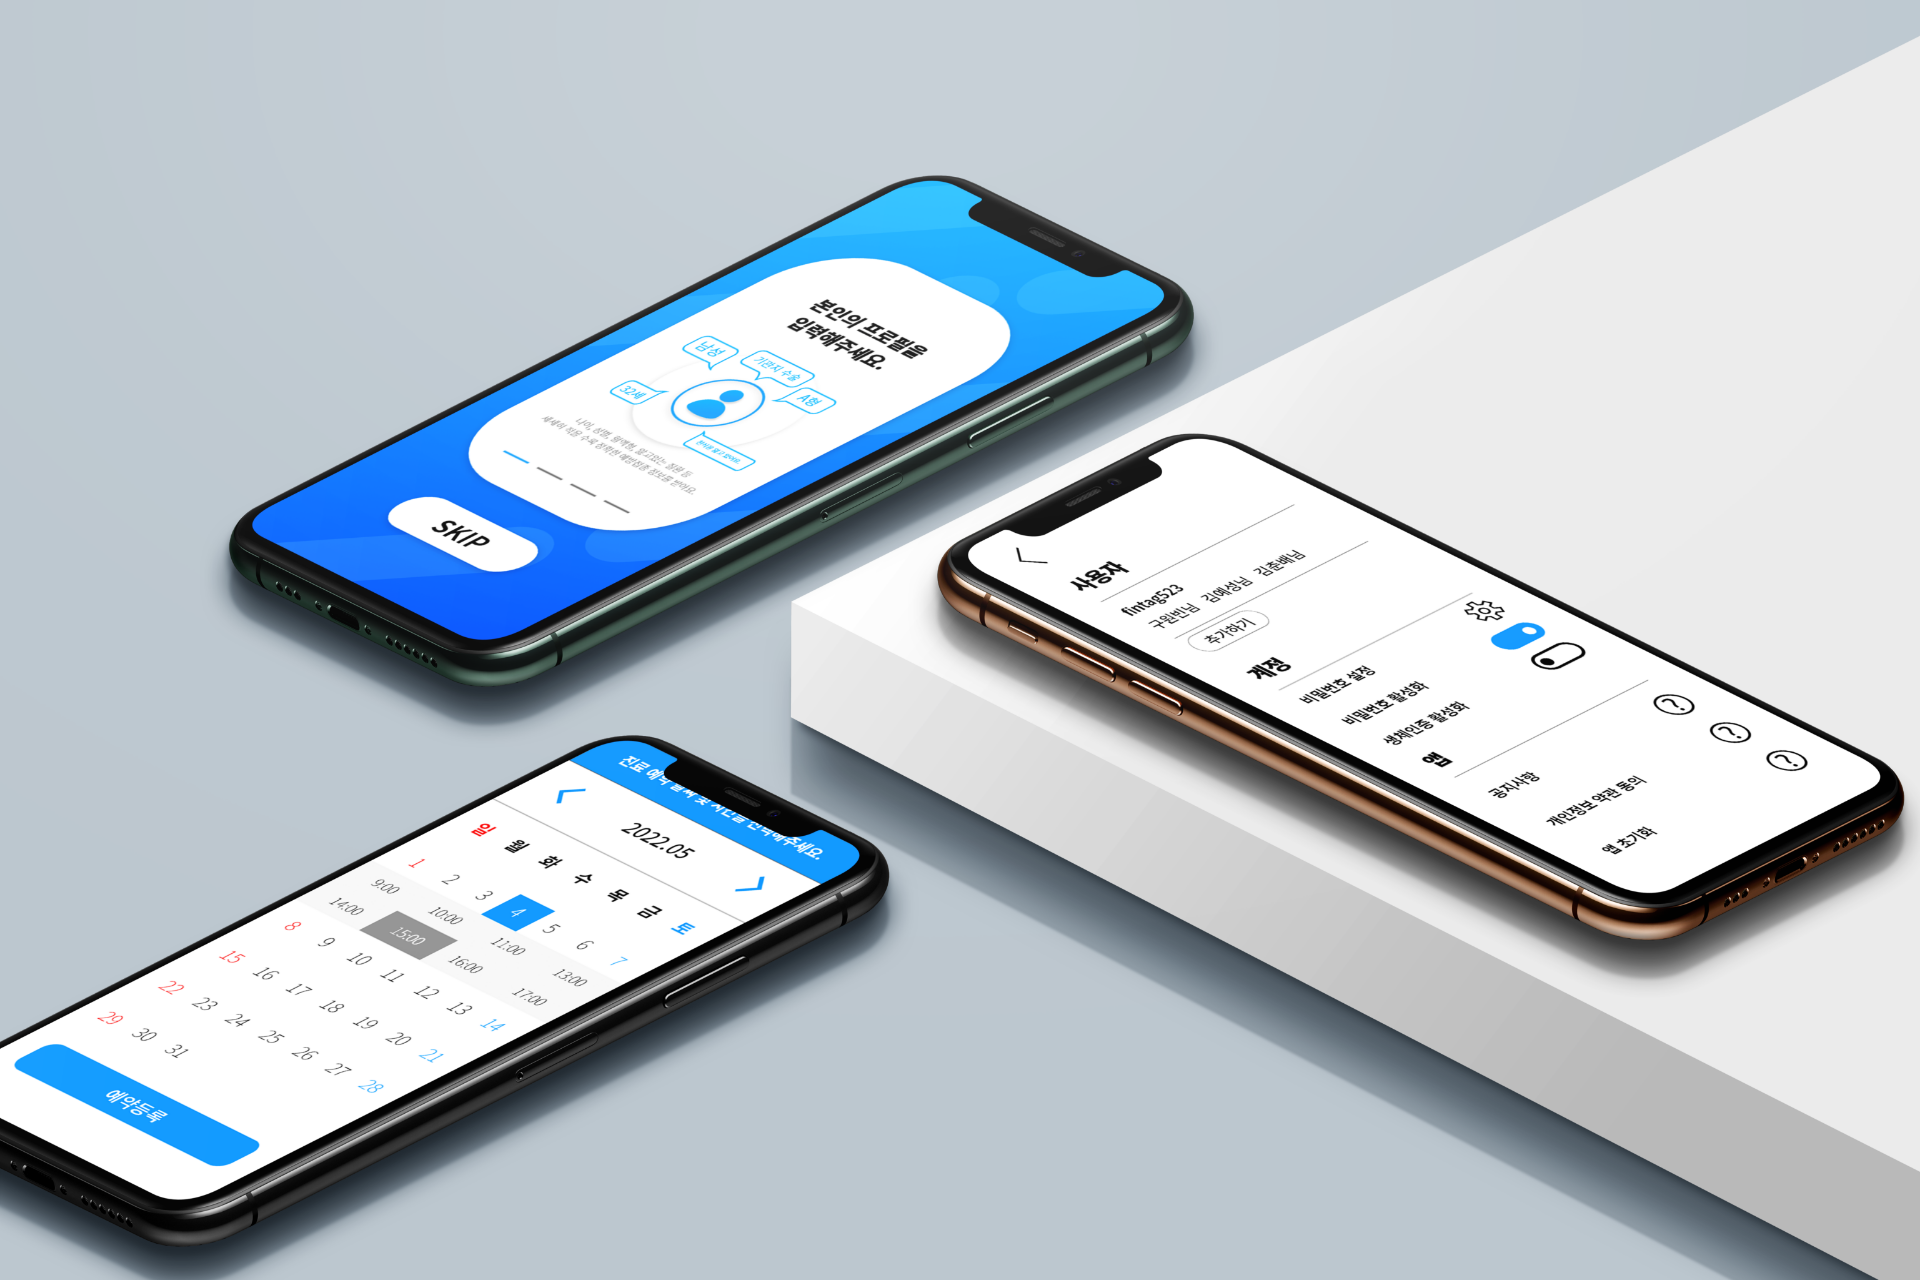 본인의 프로필을
입력해주세요.
남성
기관지 수술
32세
A형
나이, 성별, 혈액형, 앓고있는 질환 등
세세히 적을 수록 정확한 예방접종 정보를 받아요.
SKIP
사용자
fintag523
구원빈님 김예성님 김준배님
추가하기
계정
비밀번호 설정
비밀번호 활성화
생체인증 활성화
앱
공지사항
?
개인정보 약관 동의
?
앱 초기화
?
진료 예약 날짜 및 시간을 선택해주세요.
2022.05
일 월 화 수 목 금 토
1 2 3 4 5 6 7
9:00 10:00 11:00 13:00
14:00 15:00 16:00 17:00
8 9 10 11 12 13 14
15 16 17 18 19 20 21
22 23 24 25 26 27 28
29 30 31
예약등록